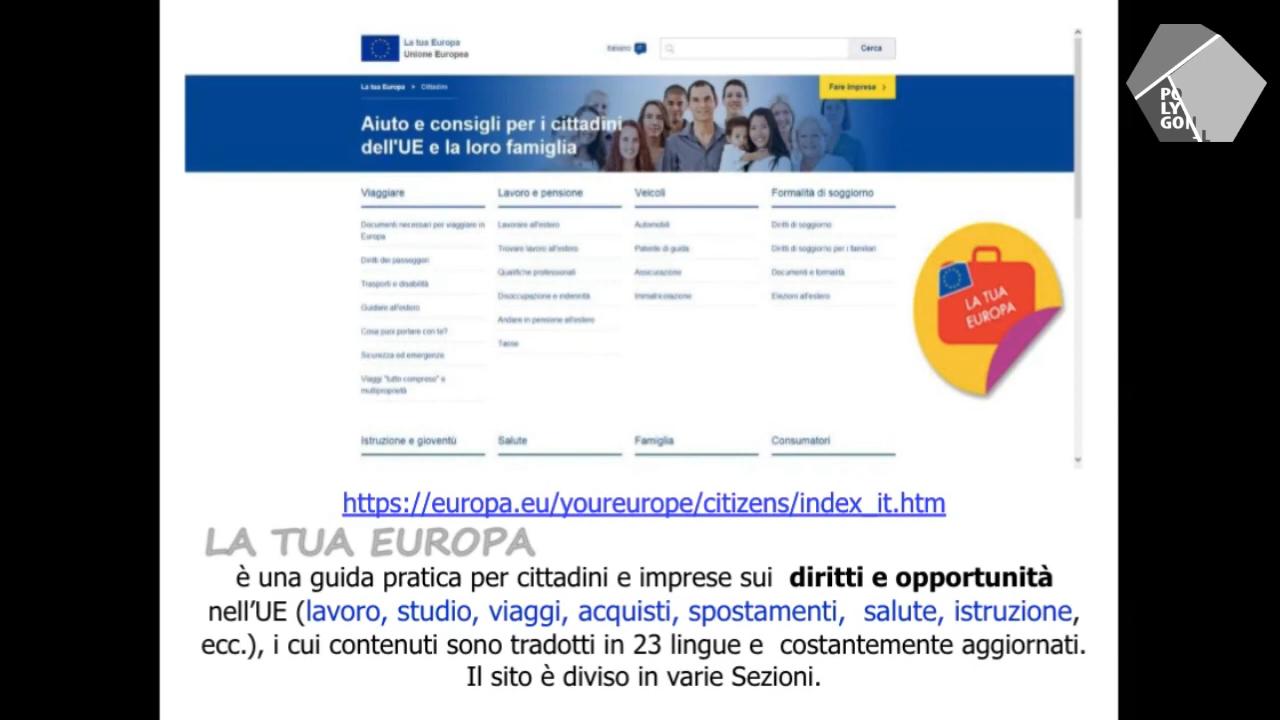 La tua Europa
Unione Europea
italiano
Cerca
La tua Europa > Cittadini
Fare imprese >
Aiuto e consigli per i cittadini
dell'UE e la loro famiglia
Viaggiare
Documenti necessari per viaggiare in
Europa
Diritti dei passeggeri
Trasporti e disabilità
Guidare all'estero
Cosa puoi portare con te?
Sicurezza ed emergenze
Viaggi "tutto compreso" e
multiproprietà
Lavoro e pensione
Lavorare all'estero
Trovare lavoro all'estero
Qualifiche professionali
Disoccupazione e indennità
Andare in pensione all'estero
Tasse
Veicoli
Automobili
Patente di guida
Assicurazione
Immatricolazione
Formalità di soggiorno
Diritti di soggiorno
Diritti di soggiorno per i familiari
Documenti e formalità
Elezioni all'estero
Istruzione e gioventù
Salute
Famiglia
Consumatori
LA TUA
EUROPA
PO
LY
GON
AL
https://europa.eu/youreurope/citizens/index_it.htm
LA TUA EUROPA
è una guida pratica per cittadini e imprese sui diritti e opportunità
nell’UE (lavoro, studio, viaggi, acquisti, spostamenti, salute, istruzione,
ecc.), i cui contenuti sono tradotti in 23 lingue e costantemente aggiornati.
Il sito è diviso in varie Sezioni.